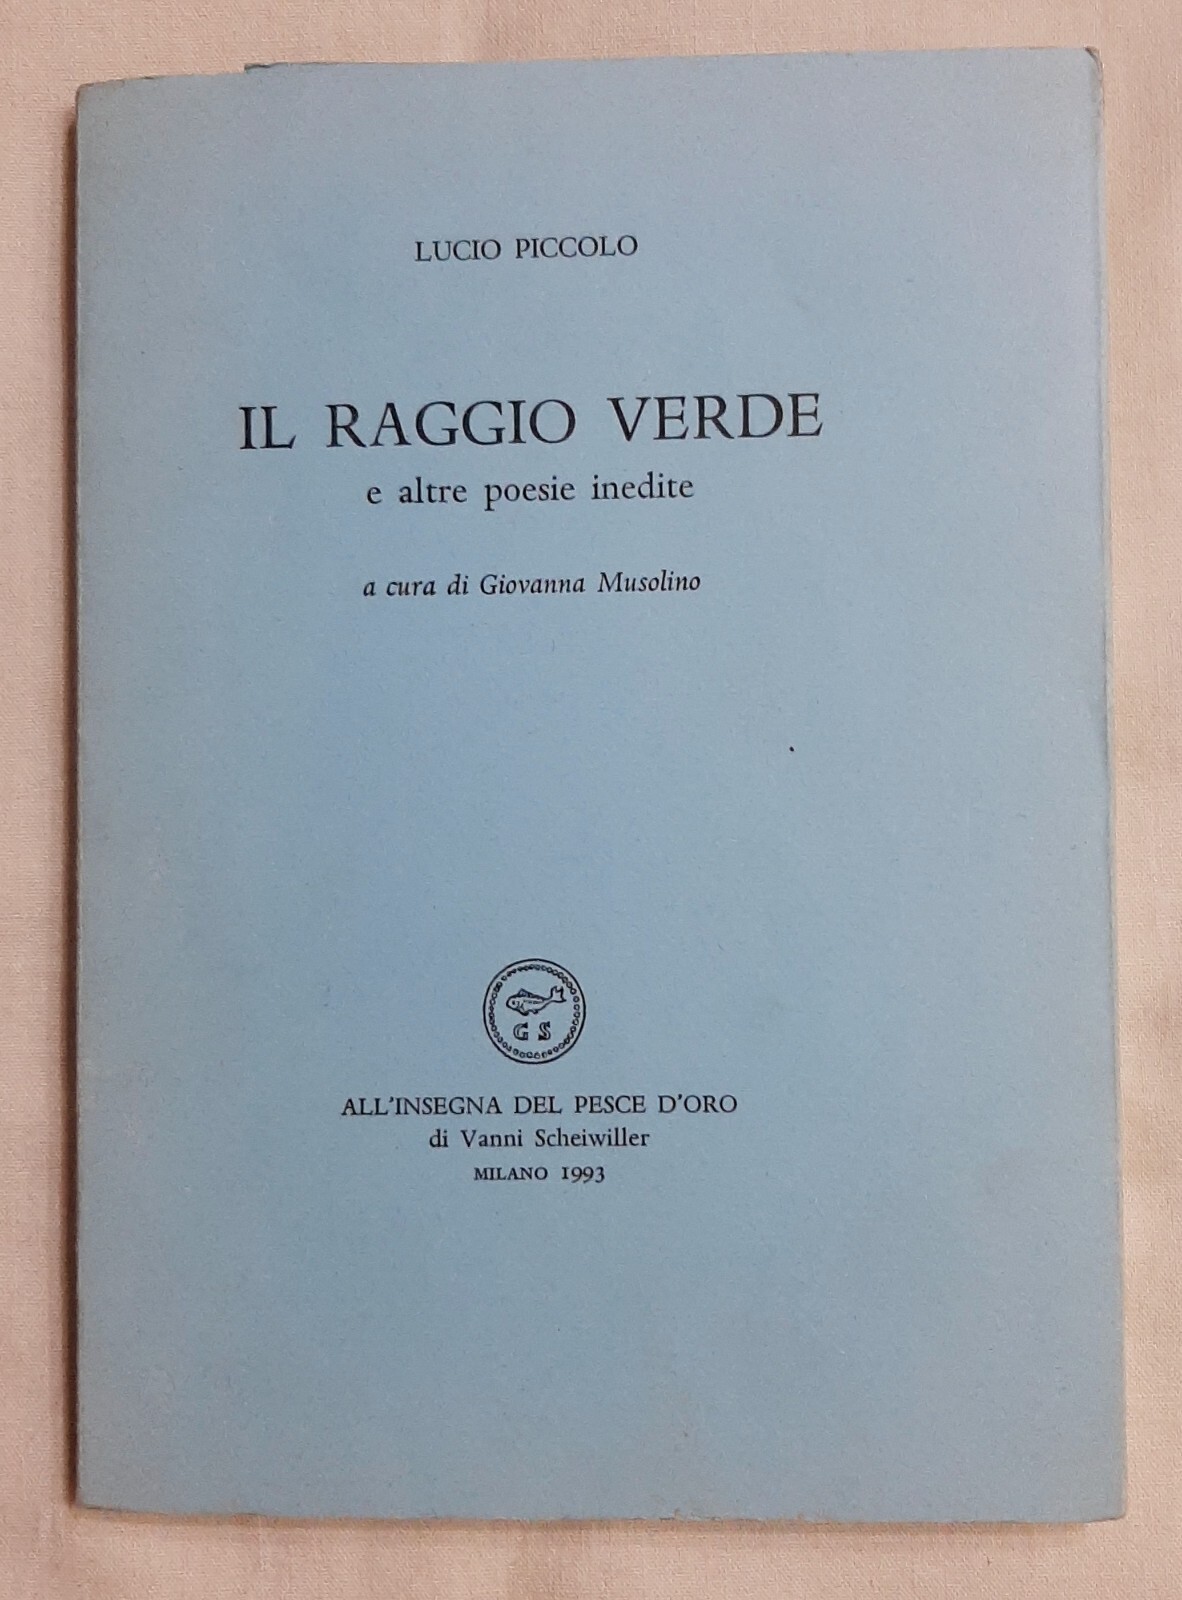 LUCIO PICCOLO
IL RAGGIO VERDE
e altre poesie inedite
a cura di Giovanna Musolino
G S
ALL'INSEGNA DEL PESCE D'ORO
di Vanni Scheiwiller
MILANO 1993